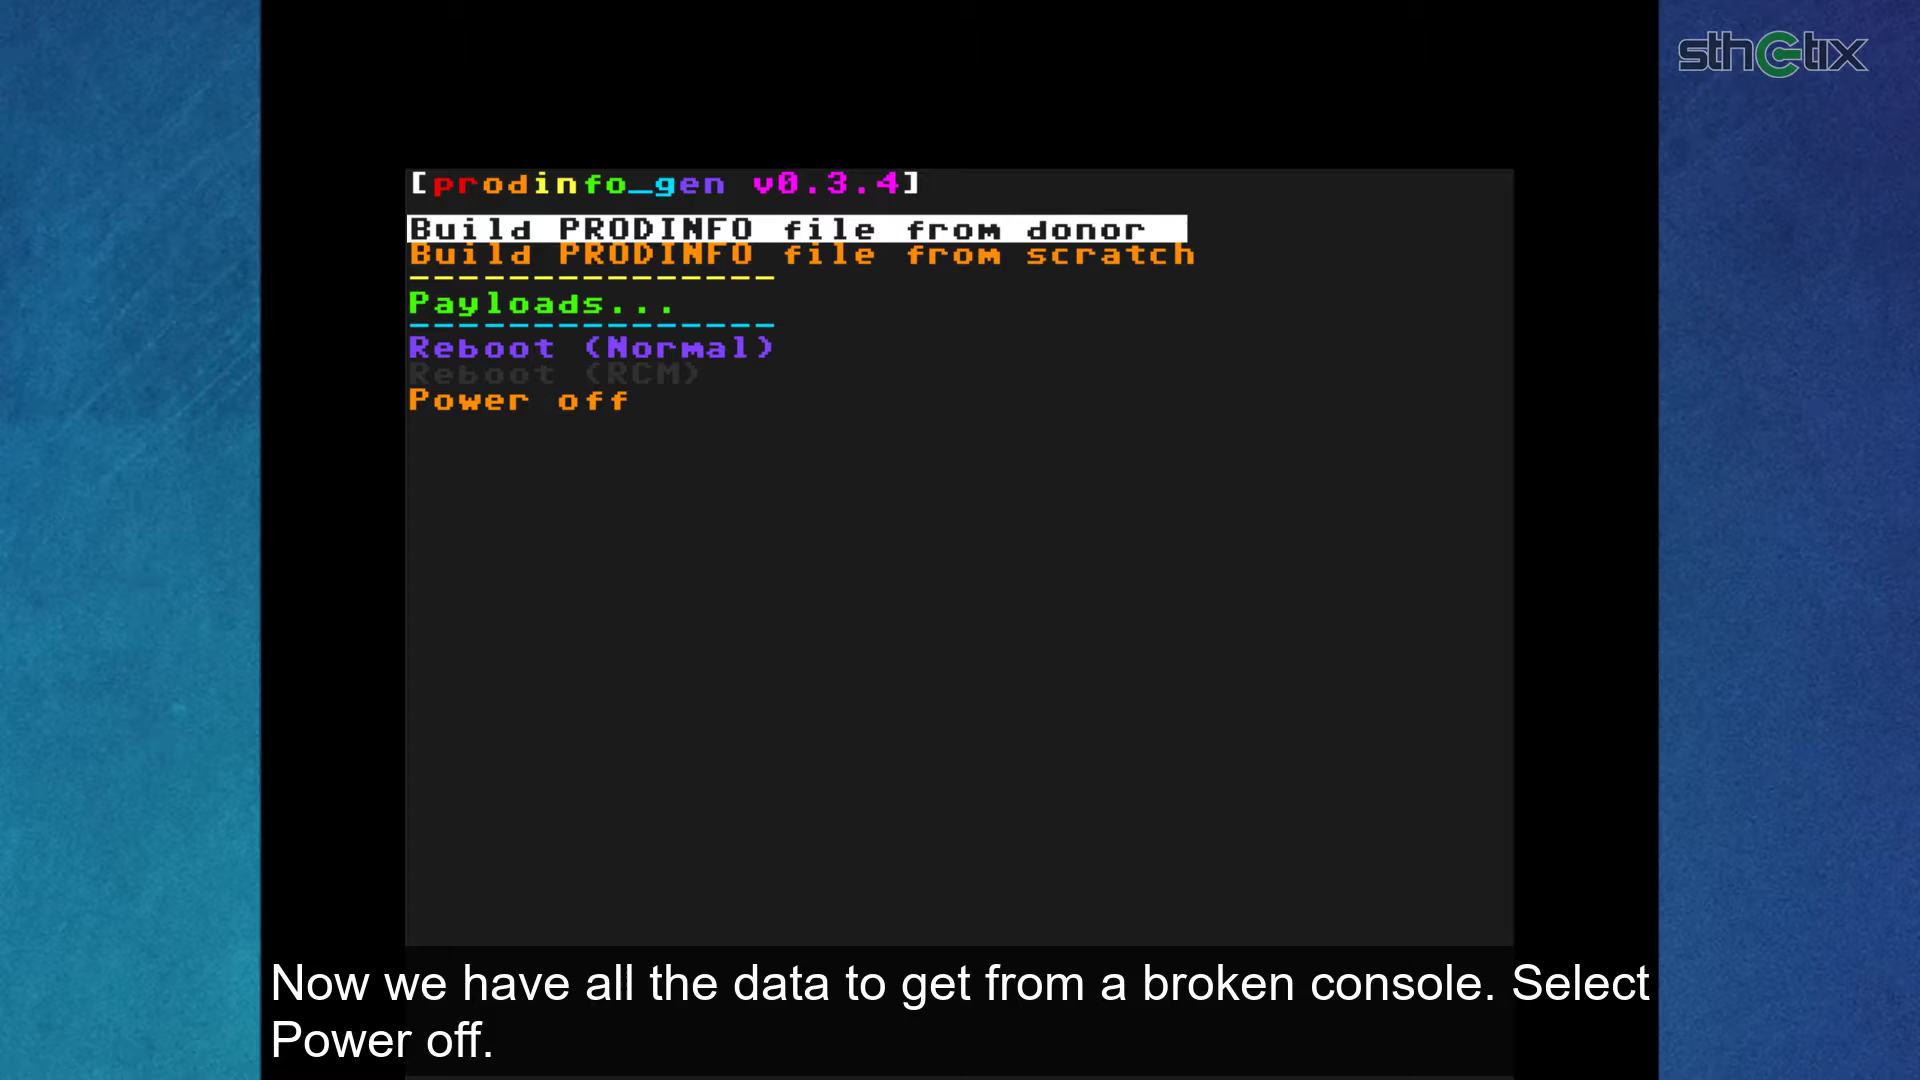 sthetix
[prodinfo_gen v0.3.4]
Build PRODINFO file from donor
Build PRODINFO file from scratch
---------------
Payloads...
---------------
Reboot (Normal)
Reboot (RCM)
Power off
Now we have all the data to get from a broken console. Select
Power off.